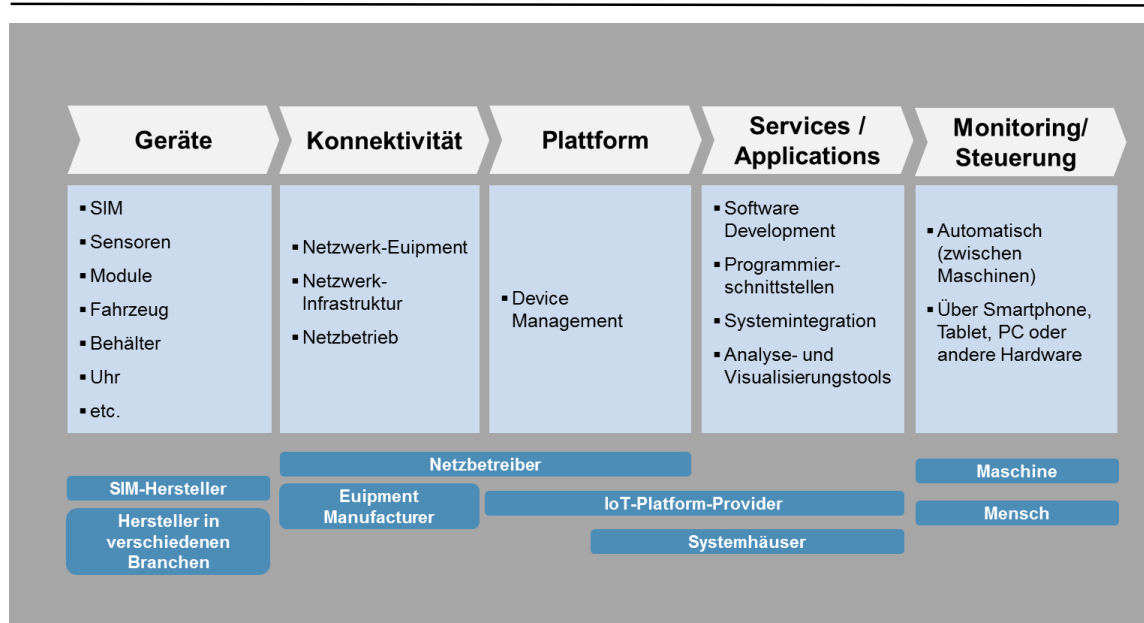 Geräte
Konnektivität
Plattform
Services /
Applications
Monitoring/
Steuerung
▪ SIM
▪ Sensoren
▪ Module
▪ Fahrzeug
▪ Behälter
▪ Uhr
▪ etc.
▪ Netzwerk-Euipment
▪ Netzwerk-
Infrastruktur
▪ Netzbetrieb
▪ Device
Management
▪ Software
Development
▪ Programmier-
schnittstellen
▪ Systemintegration
▪ Analyse- und
Visualisierungstools
▪ Automatisch
(zwischen
Maschinen)
▪ Über Smartphone,
Tablet, PC oder
andere Hardware
Netzbetreiber
Maschine
SIM-Hersteller
Euipment
Manufacturer
IoT-Platform-Provider
Mensch
Hersteller in
verschiedenen
Branchen
Systemhäuser